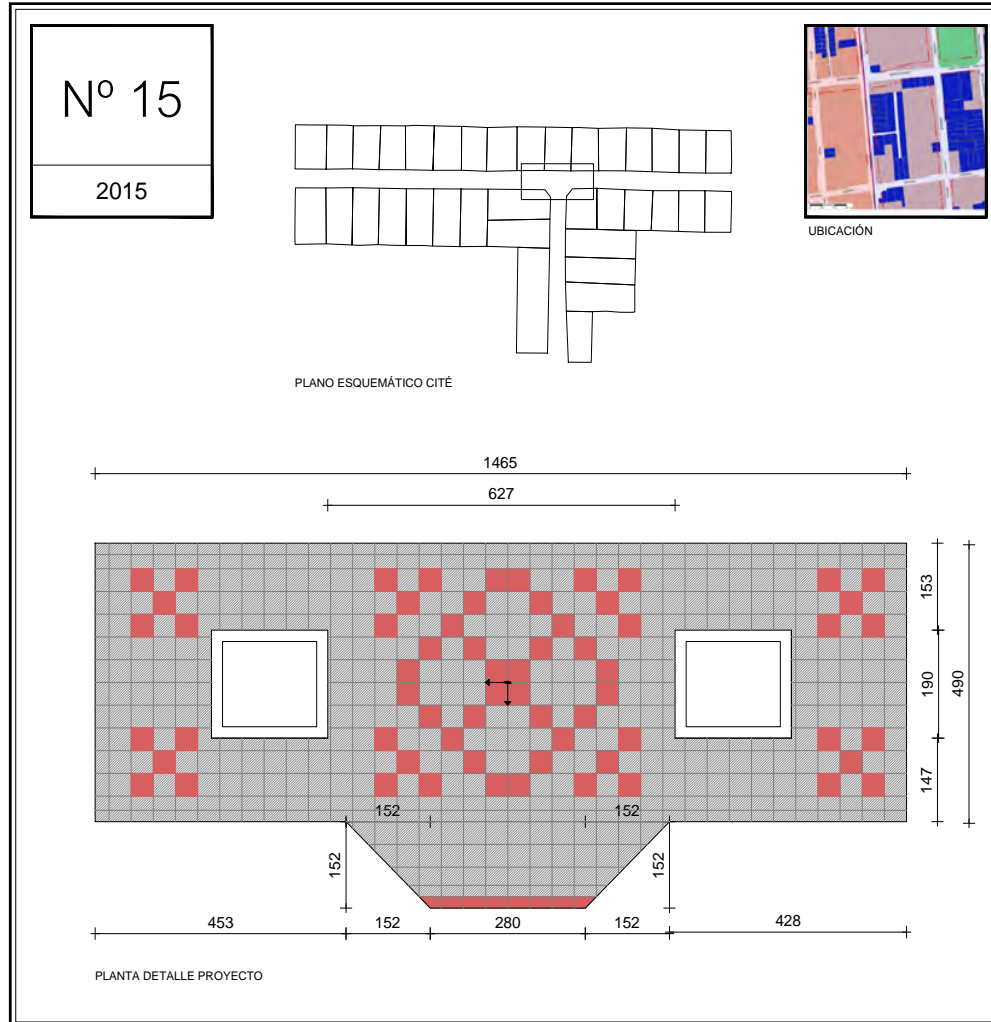 Nº 15
2015
UBICACIÓN
PLANO ESQUEMÁTICO CITÉ
1465
627
153
190
490
147
152 152
152 152
453 152 280 152 428
PLANTA DETALLE PROYECTO